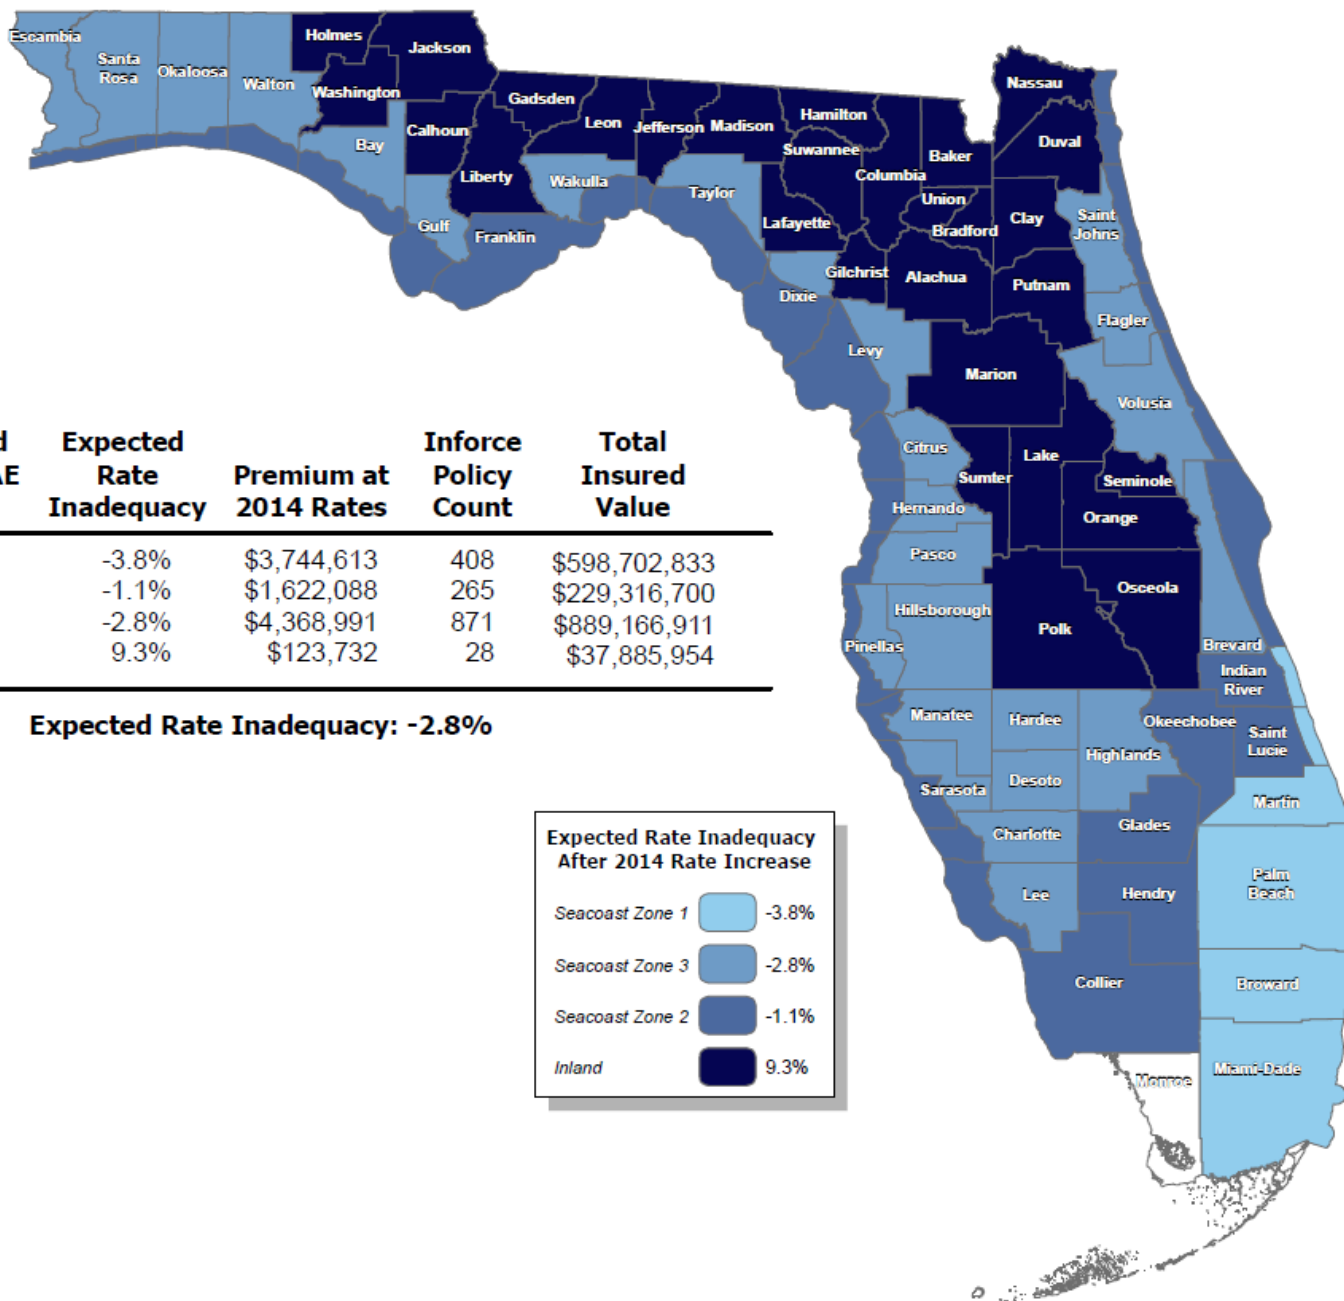 Escambia
Santa
Rosa
Okaloosa
Walton
Holmes
Jackson
Washington
Bay
Calhoun
Gulf
Liberty
Franklin
Gadsden
Leon
Wakulla
Jefferson
Madison
Taylor
Hamilton
Suwannee
Lafayette
Columbia
Baker
Nassau
Duval
Union
Bradford
Clay
Saint
Johns
Gilchrist
Alachua
Putnam
Dixie
Flagler
Levy
Marion
Volusia
Citrus
Sumter
Lake
Seminole
Hernando
Orange
Pasco
Osceola
Hillsborough
Polk
Pinellas
Brevard
Indian
River
Manatee
Hardee
Okeechobee
Saint
Lucie
Highlands
Desoto
Sarasota
Martin
Charlotte
Glades
Palm
Beach
Lee
Hendry
Collier
Broward
Monroe
Miami-Dade
d Expected Inforce Total
AE Rate Premium at Policy Insured
Inadequacy 2014 Rates Count Value
-3.8% $3,744,613 408 $598,702,833
-1.1% $1,622,088 265 $229,316,700
-2.8% $4,368,991 871 $889,166,911
9.3% $123,732 28 $37,885,954
Expected Rate Inadequacy: -2.8%
Expected Rate Inadequacy
After 2014 Rate Increase
Seacoast Zone 1 -3.8%
Seacoast Zone 3 -2.8%
Seacoast Zone 2 -1.1%
Inland 9.3%